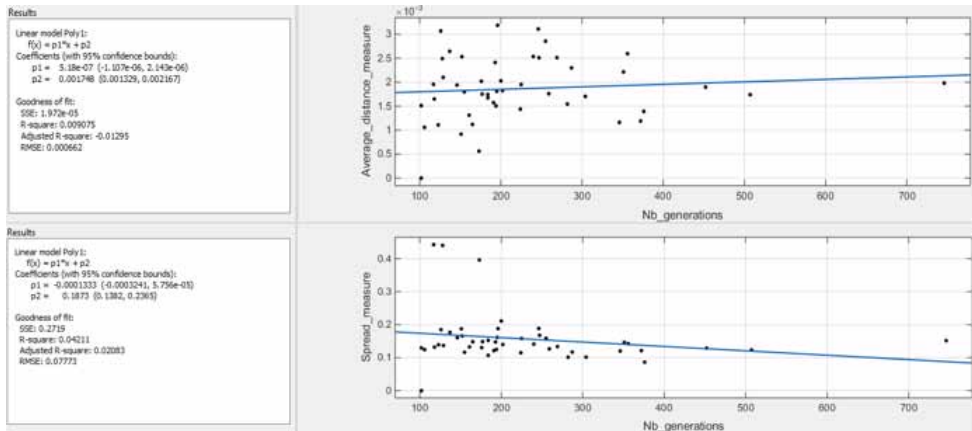 Results
Linear model Poly1:
f(x) = p1*x + p2
Coefficients (with 95% confidence bounds):
p1 = 5.18e-07 (-1.107e-06, 2.143e-06)
p2 = 0.001748 (0.001329, 0.002167)
Goodness of fit:
SSE: 1.972e-05
R-square: 0.009075
Adjusted R-square: -0.01295
RMSE: 0.000662
×10⁻³
3
2.5
2
1.5
1
0.5
0
Average_distance_measure
100 200 300 400 500 600 700
Nb_generations
Results
Linear model Poly1:
f(x) = p1*x + p2
Coefficients (with 95% confidence bounds):
p1 = -0.0001333 (-0.0003241, 5.756e-05)
p2 = 0.1873 (0.1382, 0.2365)
Goodness of fit:
SSE: 0.2719
R-square: 0.04211
Adjusted R-square: 0.02083
RMSE: 0.07773
0.4
0.3
0.2
0.1
0
Spread_measure
100 200 300 400 500 600 700
Nb_generations